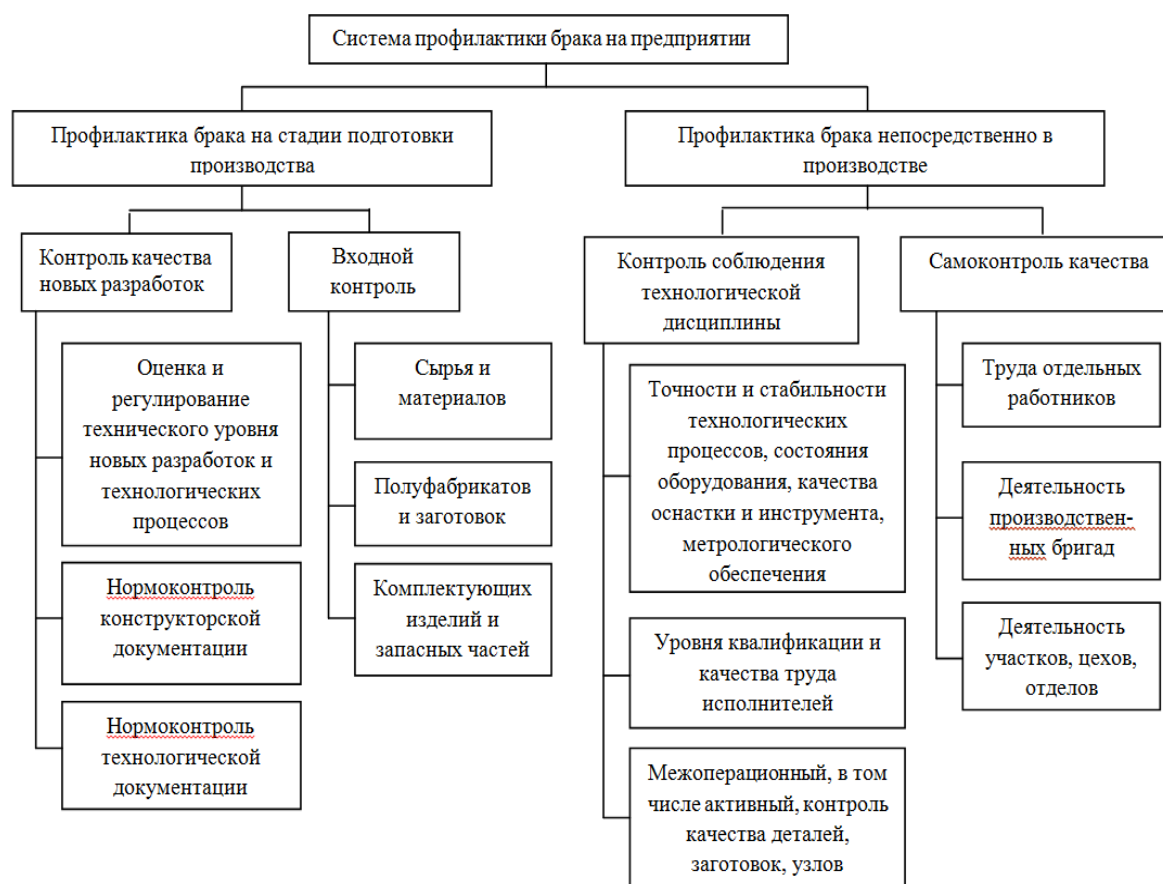 Система профилактики брака на предприятии
Профилактика брака на стадии подготовки
производства
Профилактика брака непосредственно в
производстве
Контроль качества
новых разработок
Входной
контроль
Контроль соблюдения
технологической
дисциплины
Самоконтроль качества
Оценка и
регулирование
технического уровня
новых разработок и
технологических
процессов
Нормоконтроль
конструкторской
документации
Нормоконтроль
технологической
документации
Сырья и
материалов
Полуфабрикатов
и заготовок
Комплектующих
изделий и
запасных частей
Точности и стабильности
технологических
процессов, состояния
оборудования, качества
оснастки и инструмента,
метрологического
обеспечения
Уровня квалификации и
качества труда
исполнителей
Межоперационный, в том
числе активный, контроль
качества деталей,
заготовок, узлов
Труда отдельных
работников
Деятельность
производствен-
ных бригад
Деятельность
участков, цехов,
отделов